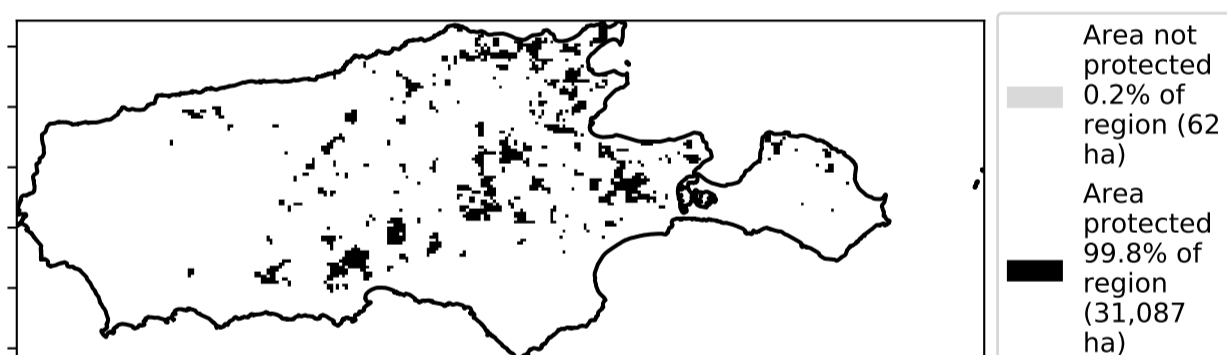 Area not
protected
0.2% of
region (62
ha)
Area
protected
99.8% of
region
(31,087
ha)